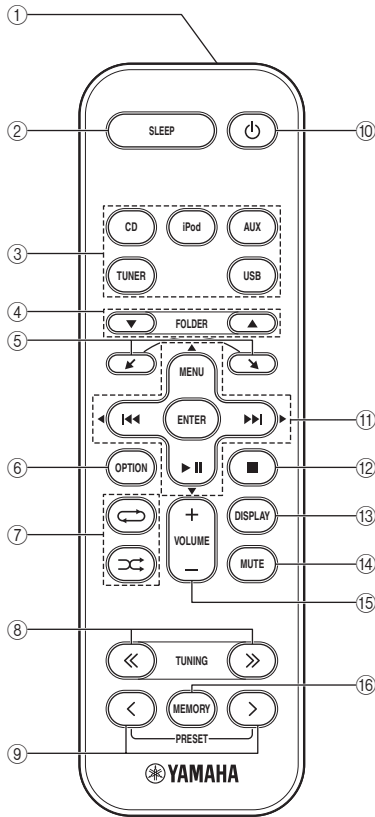 ①
② SLEEP ⑩
CD iPod AUX
③
TUNER USB
④ FOLDER
⑤
MENU
ENTER ⑪
⑥ OPTION ⑫
⑦ + DISPLAY ⑬
VOLUME
− MUTE ⑭
⑮
⑧ TUNING
MEMORY ⑯
⑨ PRESET
YAMAHA